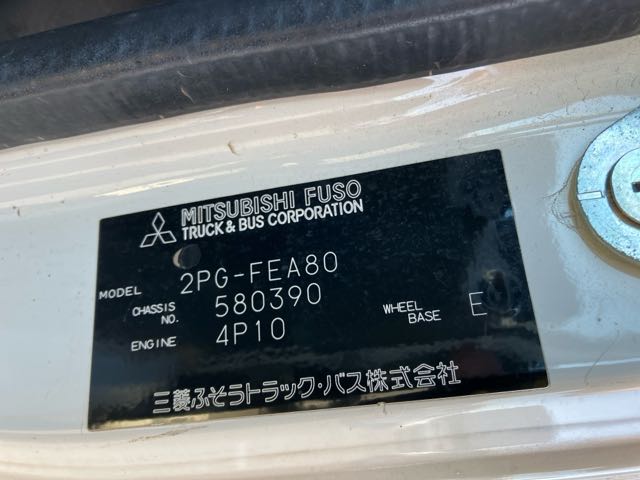 MITSUBISHI FUSO
TRUCK & BUS CORPORATION
MODEL 2PG-FEA80
CHASSIS NO. 580390
ENGINE 4P10
WHEEL BASE E
三菱ふそうトラック・バス株式会社